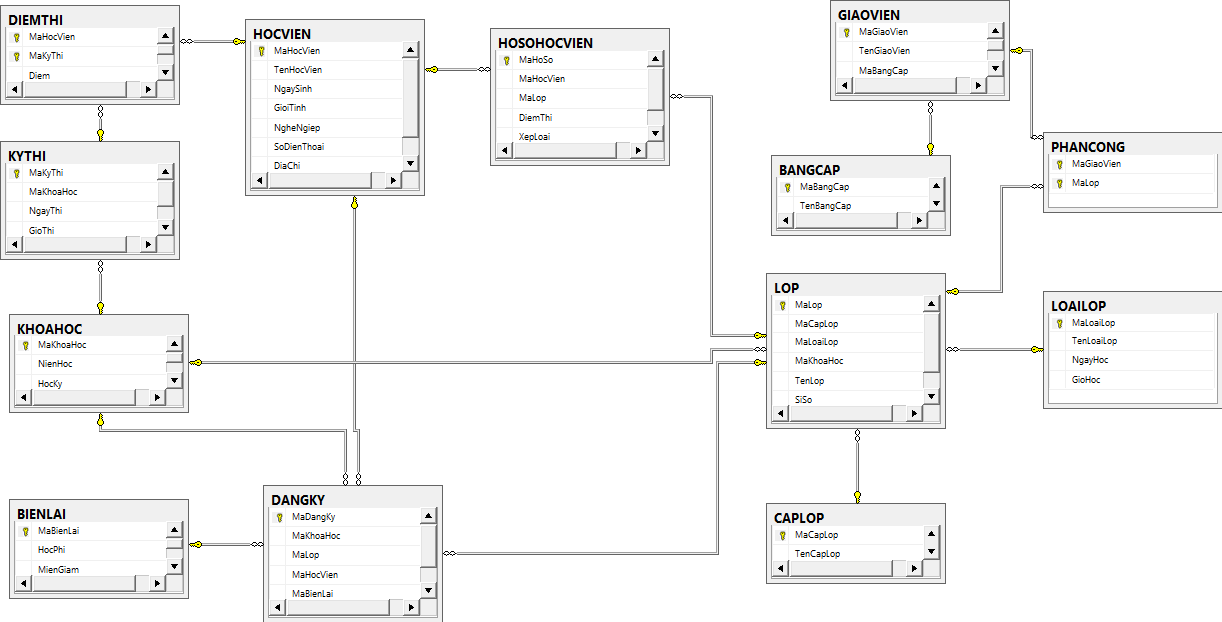 DIEMTHI
MaHocVien
MaKyThi
Diem
HOCVIEN
MaHocVien
TenHocVien
NgaySinh
GioiTinh
NgheNgiep
SoDienThoai
DiaChi
HOSOHOCVIEN
MaHoSo
MaHocVien
MaLop
DiemThi
XepLoai
GIAOVIEN
MaGiaoVien
TenGiaoVien
MaBangCap
KYTHI
MaKyThi
MaKhoaHoc
NgayThi
GioThi
BANGCAP
MaBangCap
TenBangCap
PHANCONG
MaGiaoVien
MaLop
KHOAHOC
MaKhoaHoc
NienHoc
HocKy
LOP
MaLop
MaCapLop
MaLoaiLop
MaKhoaHoc
TenLop
SiSo
LOAILOP
MaLoaiLop
TenLoaiLop
NgayHoc
GioHoc
BIENLAI
MaBienLai
HocPhi
MienGiam
DANGKY
MaDangKy
MaKhoaHoc
MaLop
MaHocVien
MaBienLai
CAPLOP
MaCapLop
TenCapLop